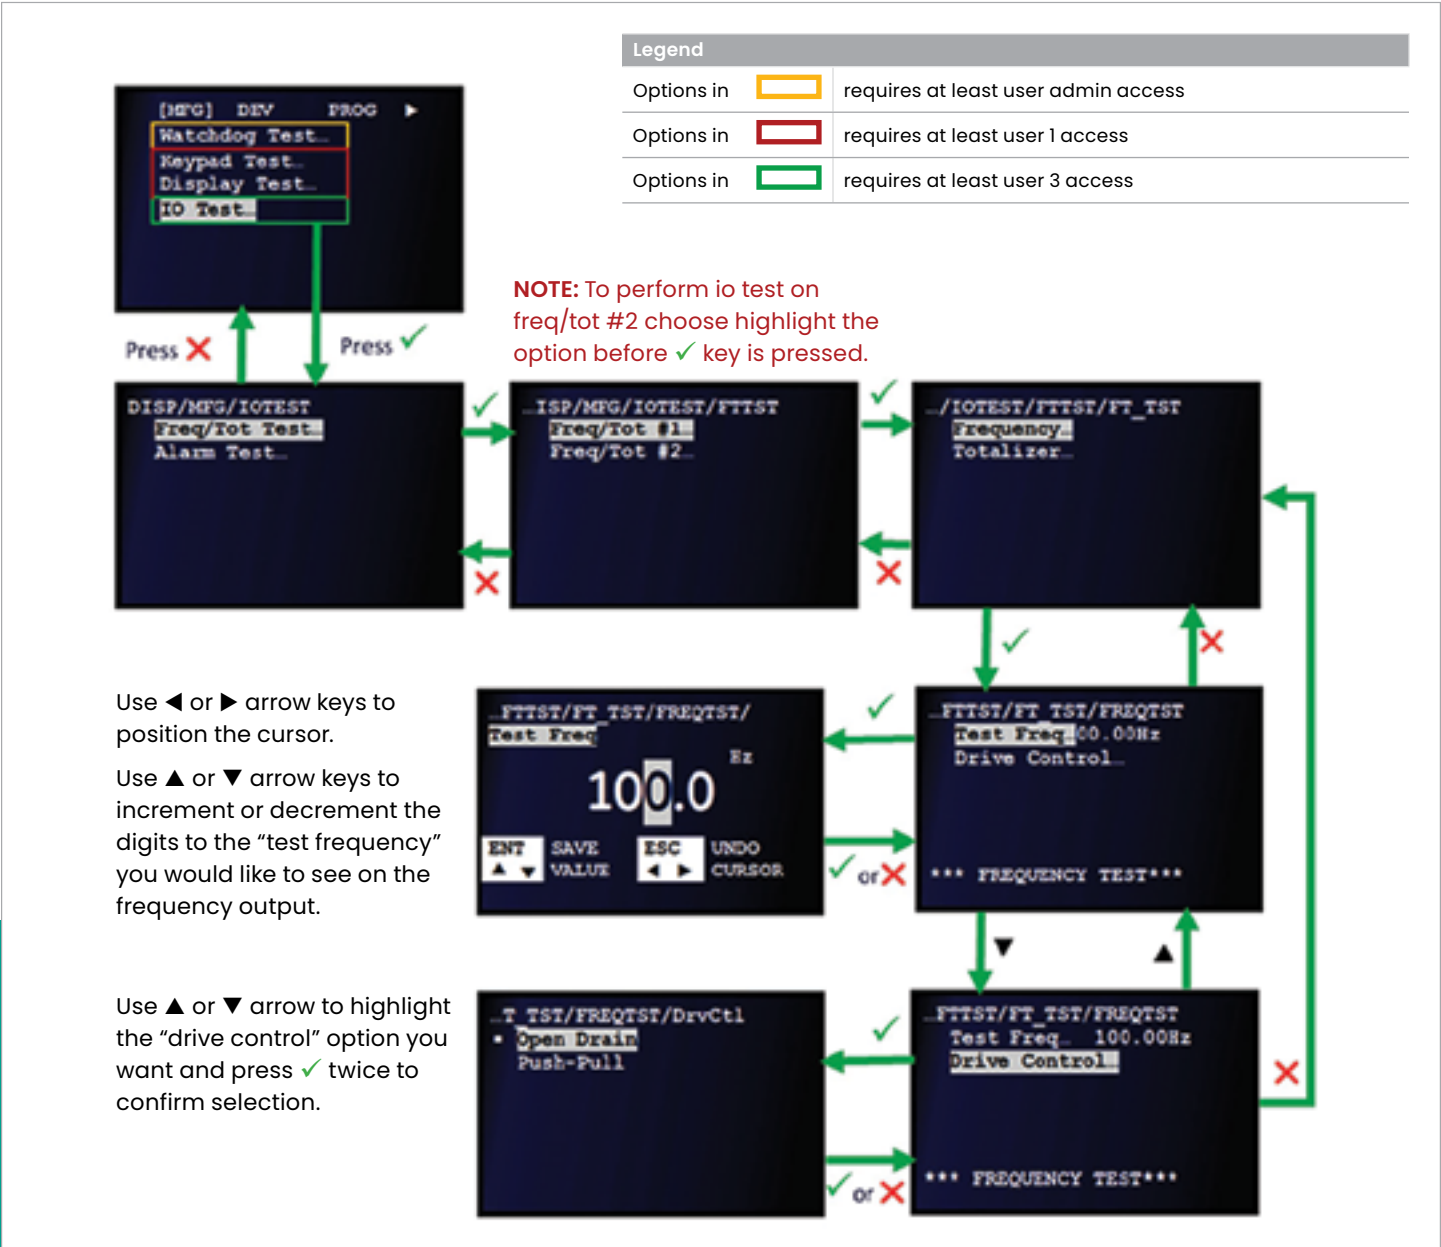 Legend
Options in requires at least user admin access
Options in requires at least user 1 access
Options in requires at least user 3 access
[MFG] DEV PROG ▶
Watchdog Test…
Keypad Test…
Display Test…
IO Test…
NOTE: To perform io test on
freq/tot #2 choose highlight the
option before ✓ key is pressed.
Press ✕
Press ✓
DISP/MFG/IOTEST
Freq/Tot Test…
Alarm Test…
…ISP/MFG/IOTEST/FTTST
Freq/Tot #1…
Freq/Tot #2…
…/IOTEST/FTTST/FT_TST
Frequency…
Totalizer…
Use ◀ or ▶ arrow keys to
position the cursor.
Use ▲ or ▼ arrow keys to
increment or decrement the
digits to the “test frequency”
you would like to see on the
frequency output.
…FTTST/FT_TST/FREQTST/
Test Freq
Hz
100.0
ENT SAVE ESC UNDO
▲ ▼ VALUE ◀ ▶ CURSOR
✓ or ✕
…FTTST/FT_TST/FREQTST
Test Freq…00.00Hz
Drive Control…
*** FREQUENCY TEST***
▼ ▲
Use ▲ or ▼ arrow to highlight
the “drive control” option you
want and press ✓ twice to
confirm selection.
…T_TST/FREQTST/DrvCtl
• Open Drain
Push-Pull
✓ or ✕
…FTTST/FT_TST/FREQTST
Test Freq… 100.00Hz
Drive Control…
*** FREQUENCY TEST***